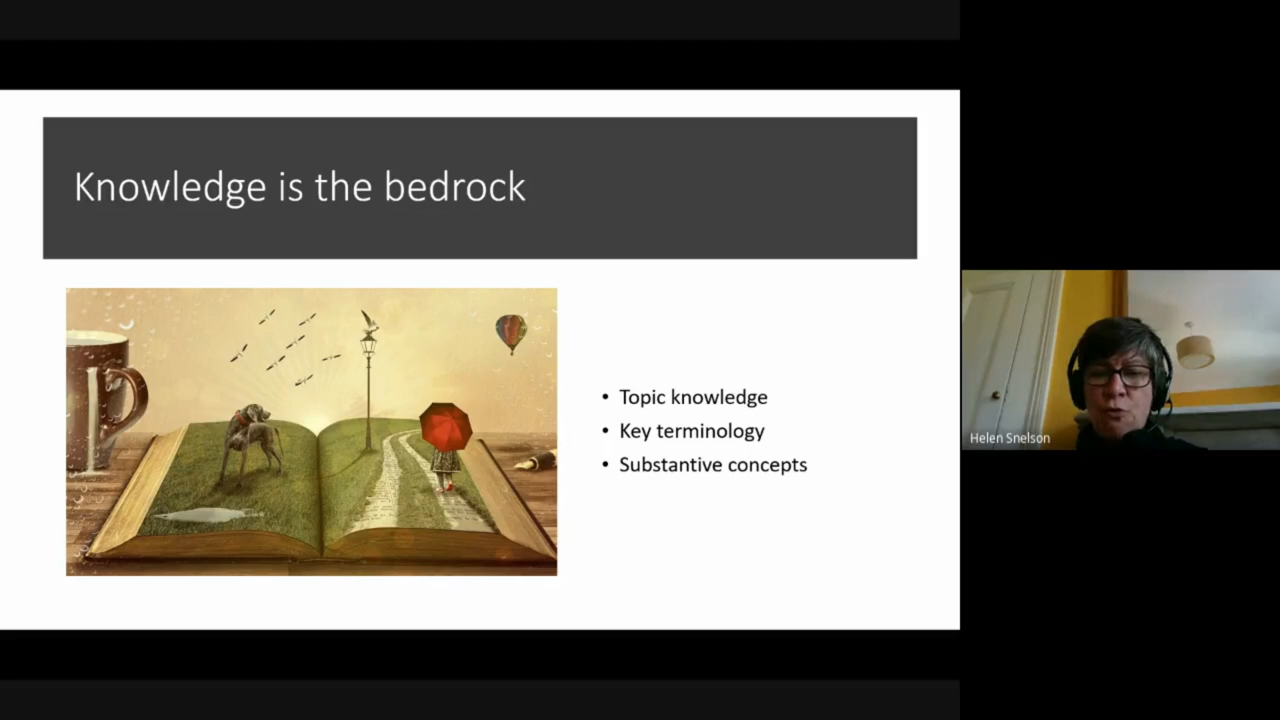 Knowledge is the bedrock
• Topic knowledge
• Key terminology
• Substantive concepts
Helen Snelson